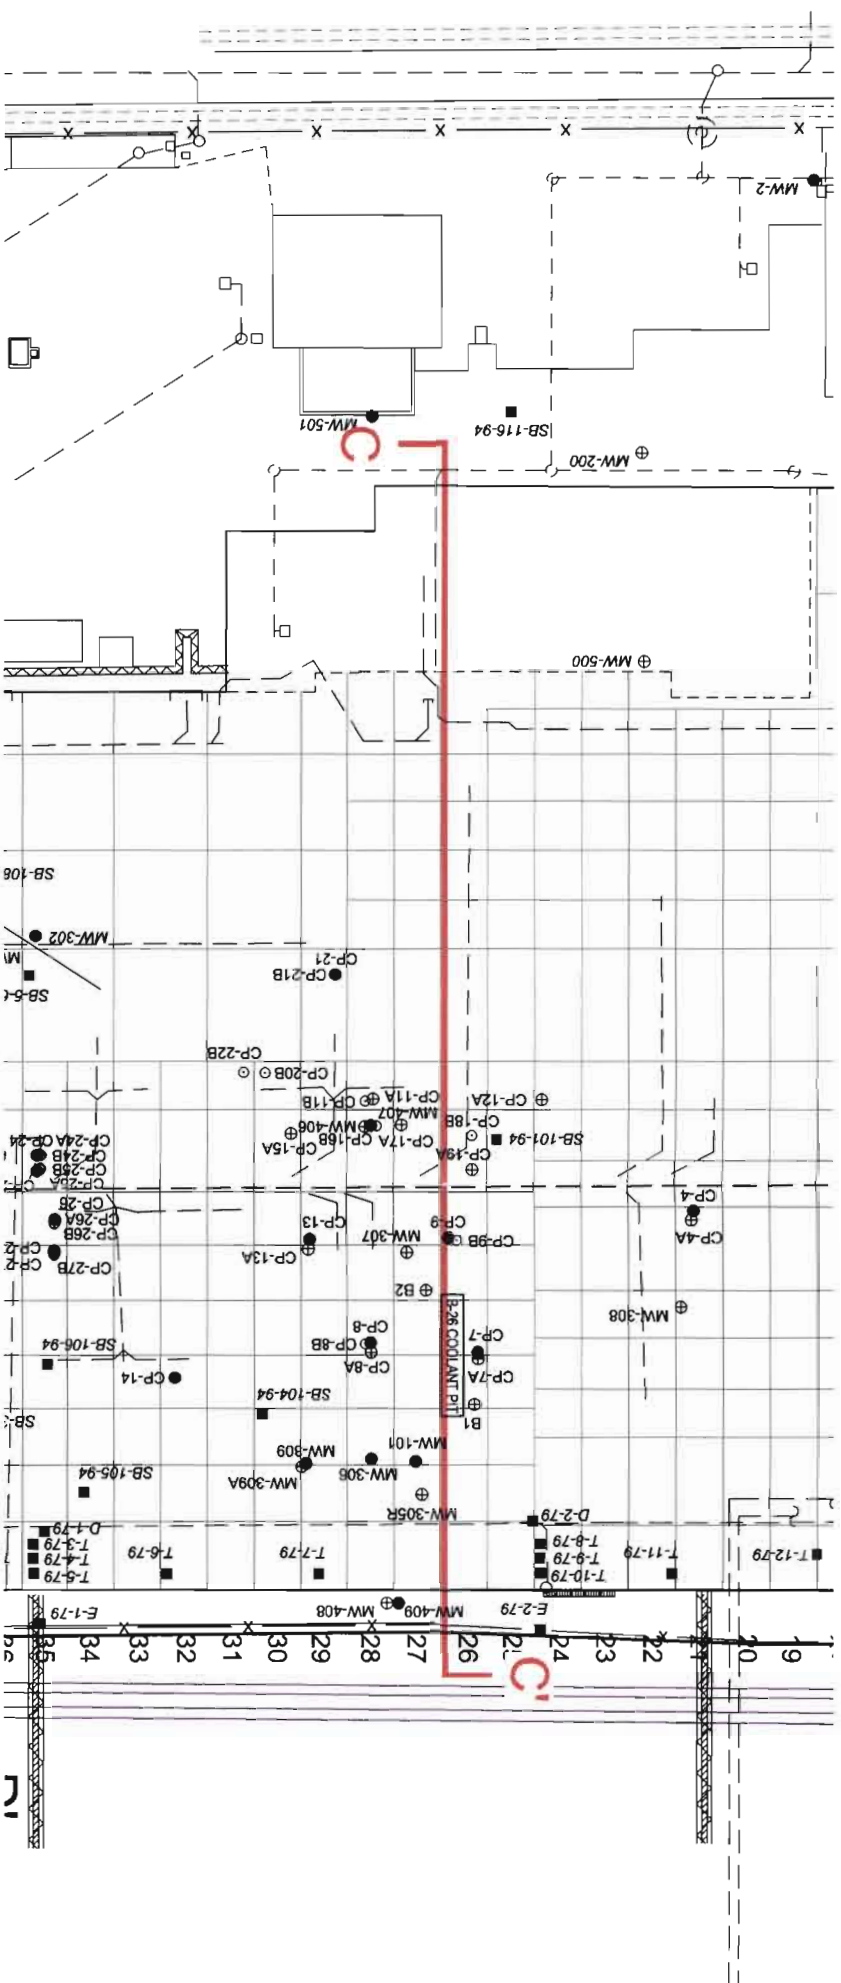 MW-2
MW-501
SB-116-94
C
MW-200
MW-500
SB-108
MW-302
CP-21
CP-21B
CP-22B
CP-20B
CP-11B
CP-11A
CP-12A
MW-407
MW-406
CP-18B
CP-15A
CP-16B
CP-17A
SB-101-94
CP-19A
CP-24A
CP-24
CP-24B
CP-25B
CP-25A
CP-26
CP-26A
CP-26B
CP-27B
CP-4
CP-4A
CP-13
CP-9
CP-9B
MW-307
CP-13A
B2
MW-308
B-26 COOLANT PIT
CP-8
CP-8B
CP-8A
CP-7
CP-7A
SB-106-94
CP-14
SB-104-94
B1
MW-101
MW-309
MW-306
MW-309A
SB-105-94
MW-305R
D-1-79
D-2-79
T-3-79
T-4-79
T-5-79
T-6-79
T-7-79
T-8-79
T-9-79
T-10-79
T-11-79
T-12-79
MW-408
MW-409
E-1-79
E-2-79
35
34
33
32
31
30
29
28
27
26
25
24
23
22
21
20
C'